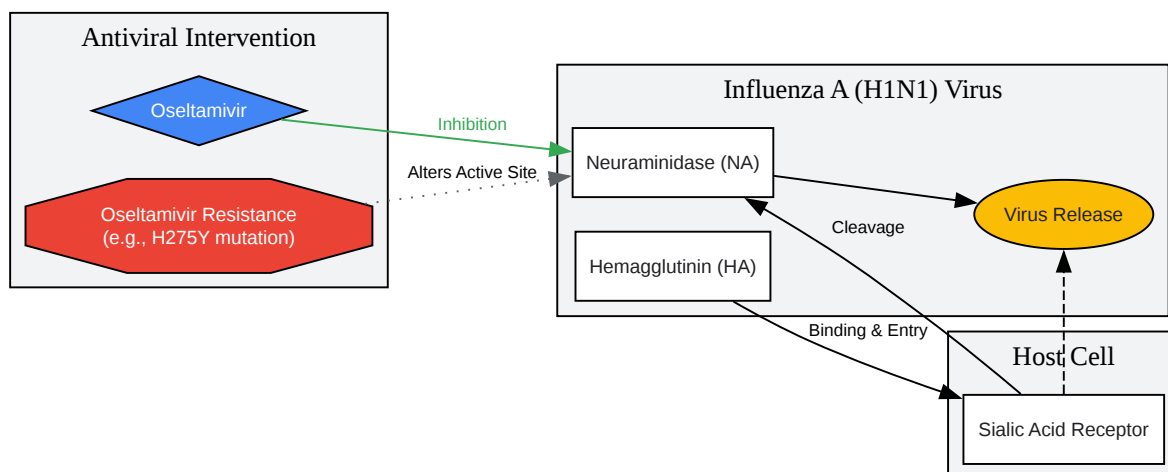 Antiviral Intervention
Oseltamivir
Oseltamivir Resistance
(e.g., H275Y mutation)
Inhibition
Alters Active Site
Influenza A (H1N1) Virus
Neuraminidase (NA)
Hemagglutinin (HA)
Virus Release
Cleavage
Binding & Entry
Host Cell
Sialic Acid Receptor